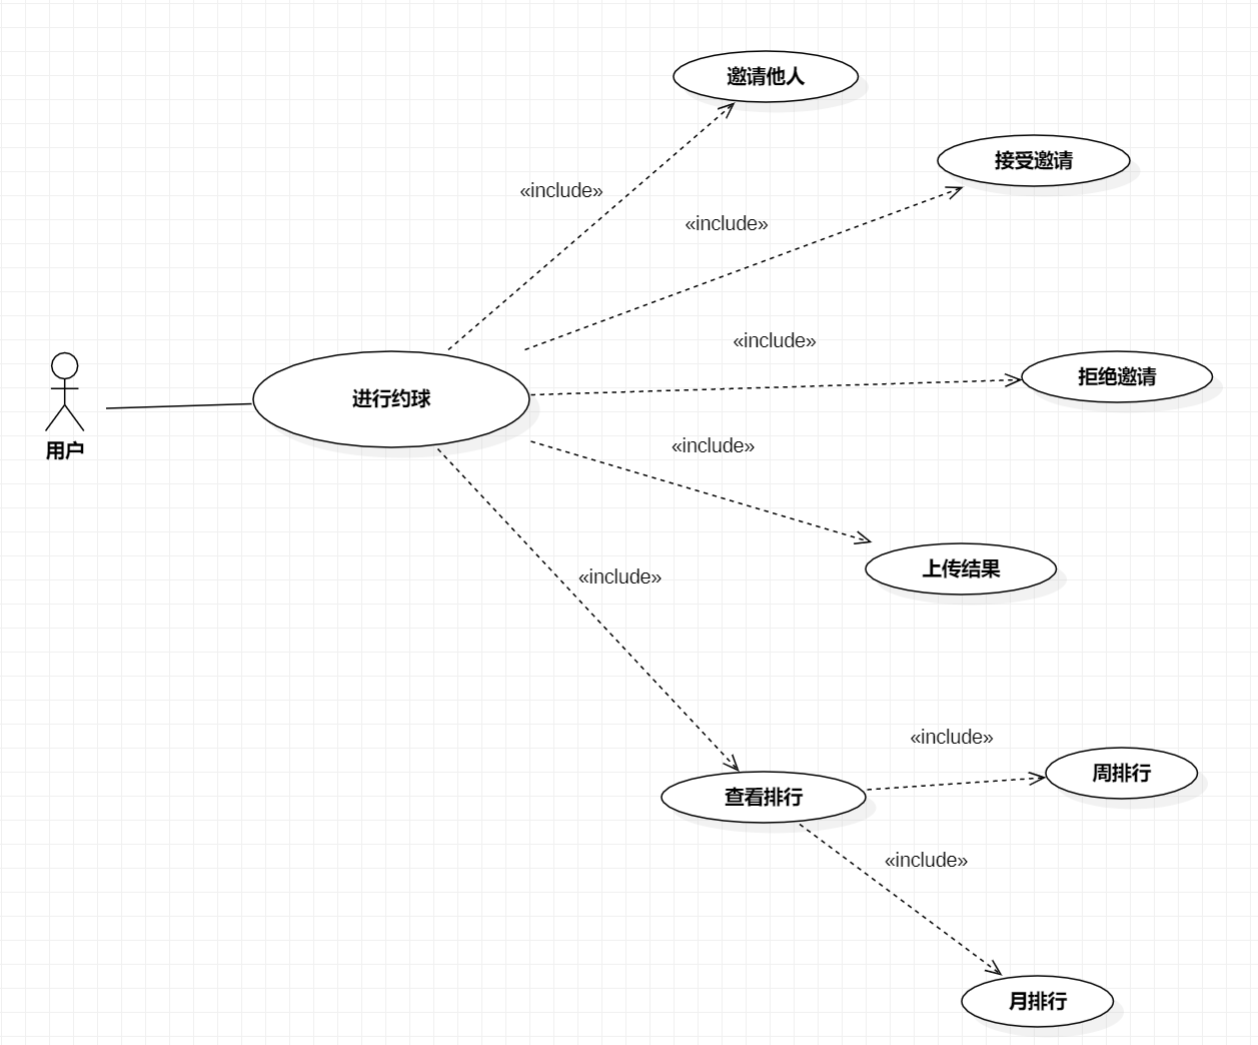 邀请他人
接受邀请
«include»
«include»
«include»
拒绝邀请
进行约球
用户
«include»
上传结果
«include»
«include»
周排行
查看排行
«include»
月排行